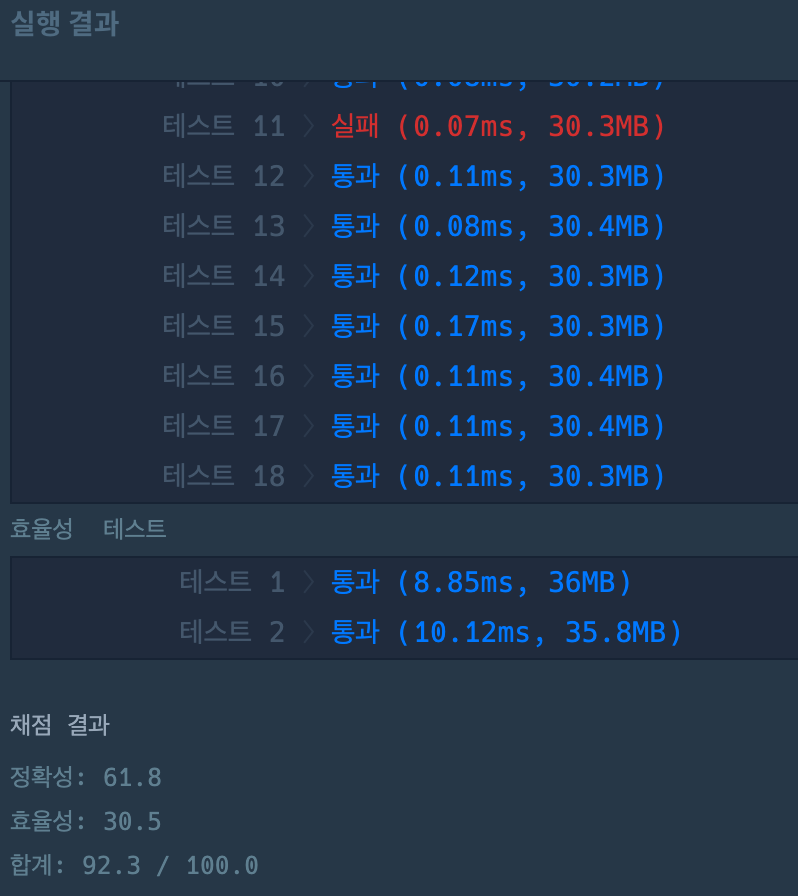 실행 결과
테스트 11 〉 실패 (0.07ms, 30.3MB)
테스트 12 〉 통과 (0.11ms, 30.3MB)
테스트 13 〉 통과 (0.08ms, 30.4MB)
테스트 14 〉 통과 (0.12ms, 30.3MB)
테스트 15 〉 통과 (0.17ms, 30.3MB)
테스트 16 〉 통과 (0.11ms, 30.4MB)
테스트 17 〉 통과 (0.11ms, 30.4MB)
테스트 18 〉 통과 (0.11ms, 30.3MB)
효율성 테스트
테스트 1 〉 통과 (8.85ms, 36MB)
테스트 2 〉 통과 (10.12ms, 35.8MB)
채점 결과
정확성: 61.8
효율성: 30.5
합계: 92.3 / 100.0